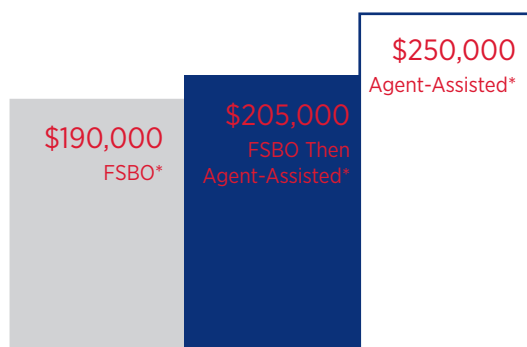 $190,000
FSBO*
$205,000
FSBO Then
Agent-Assisted*
$250,000
Agent-Assisted*